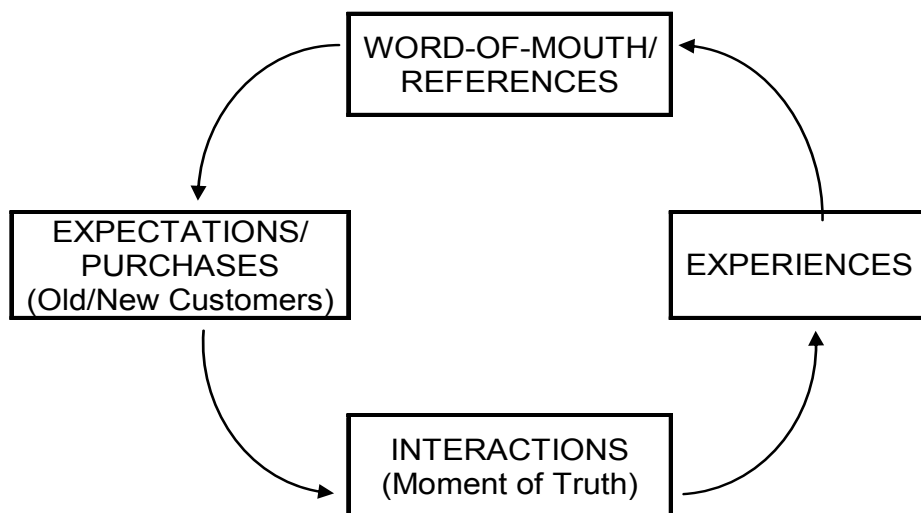 WORD-OF-MOUTH/
REFERENCES
EXPECTATIONS/
PURCHASES
(Old/New Customers)
EXPERIENCES
INTERACTIONS
(Moment of Truth)